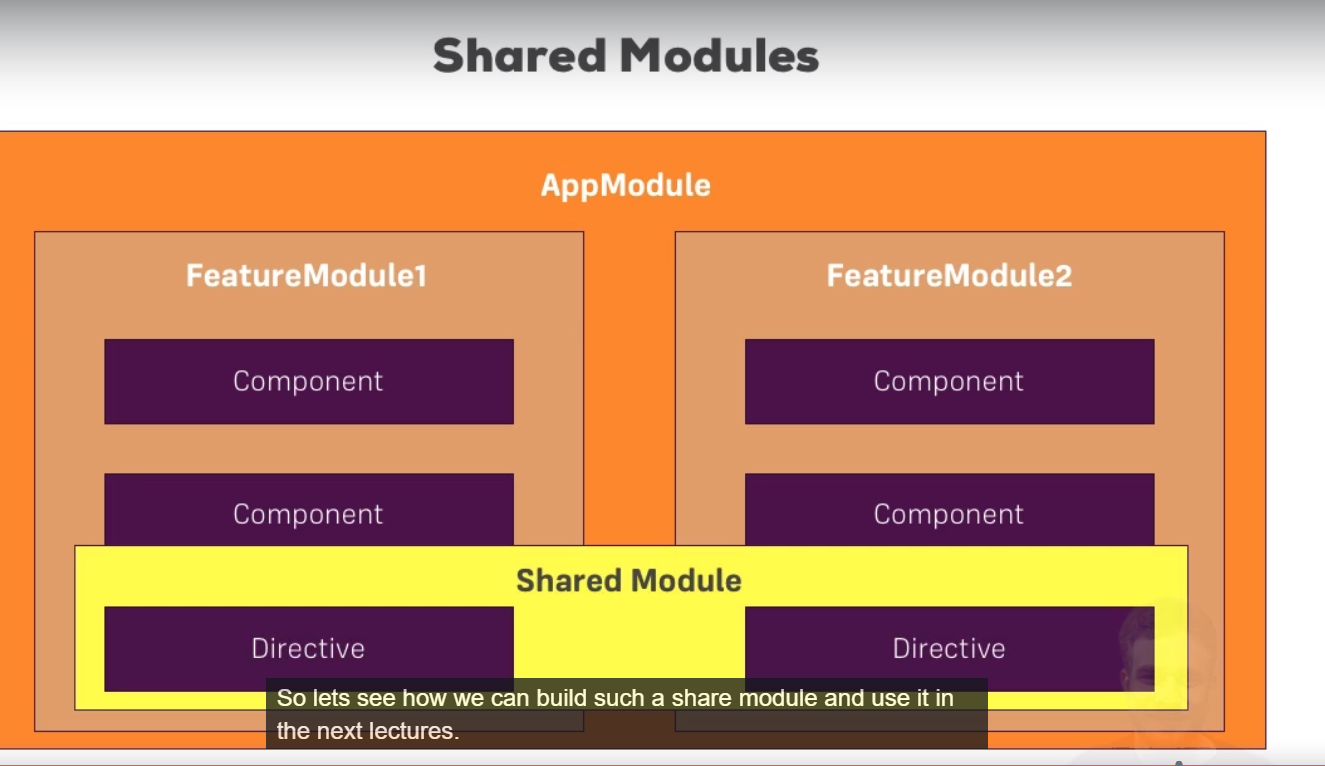 Shared Modules
AppModule
FeatureModule1
FeatureModule2
Component
Component
Component
Component
Shared Module
Directive
Directive
So lets see how we can build such a share module and use it in
the next lectures.